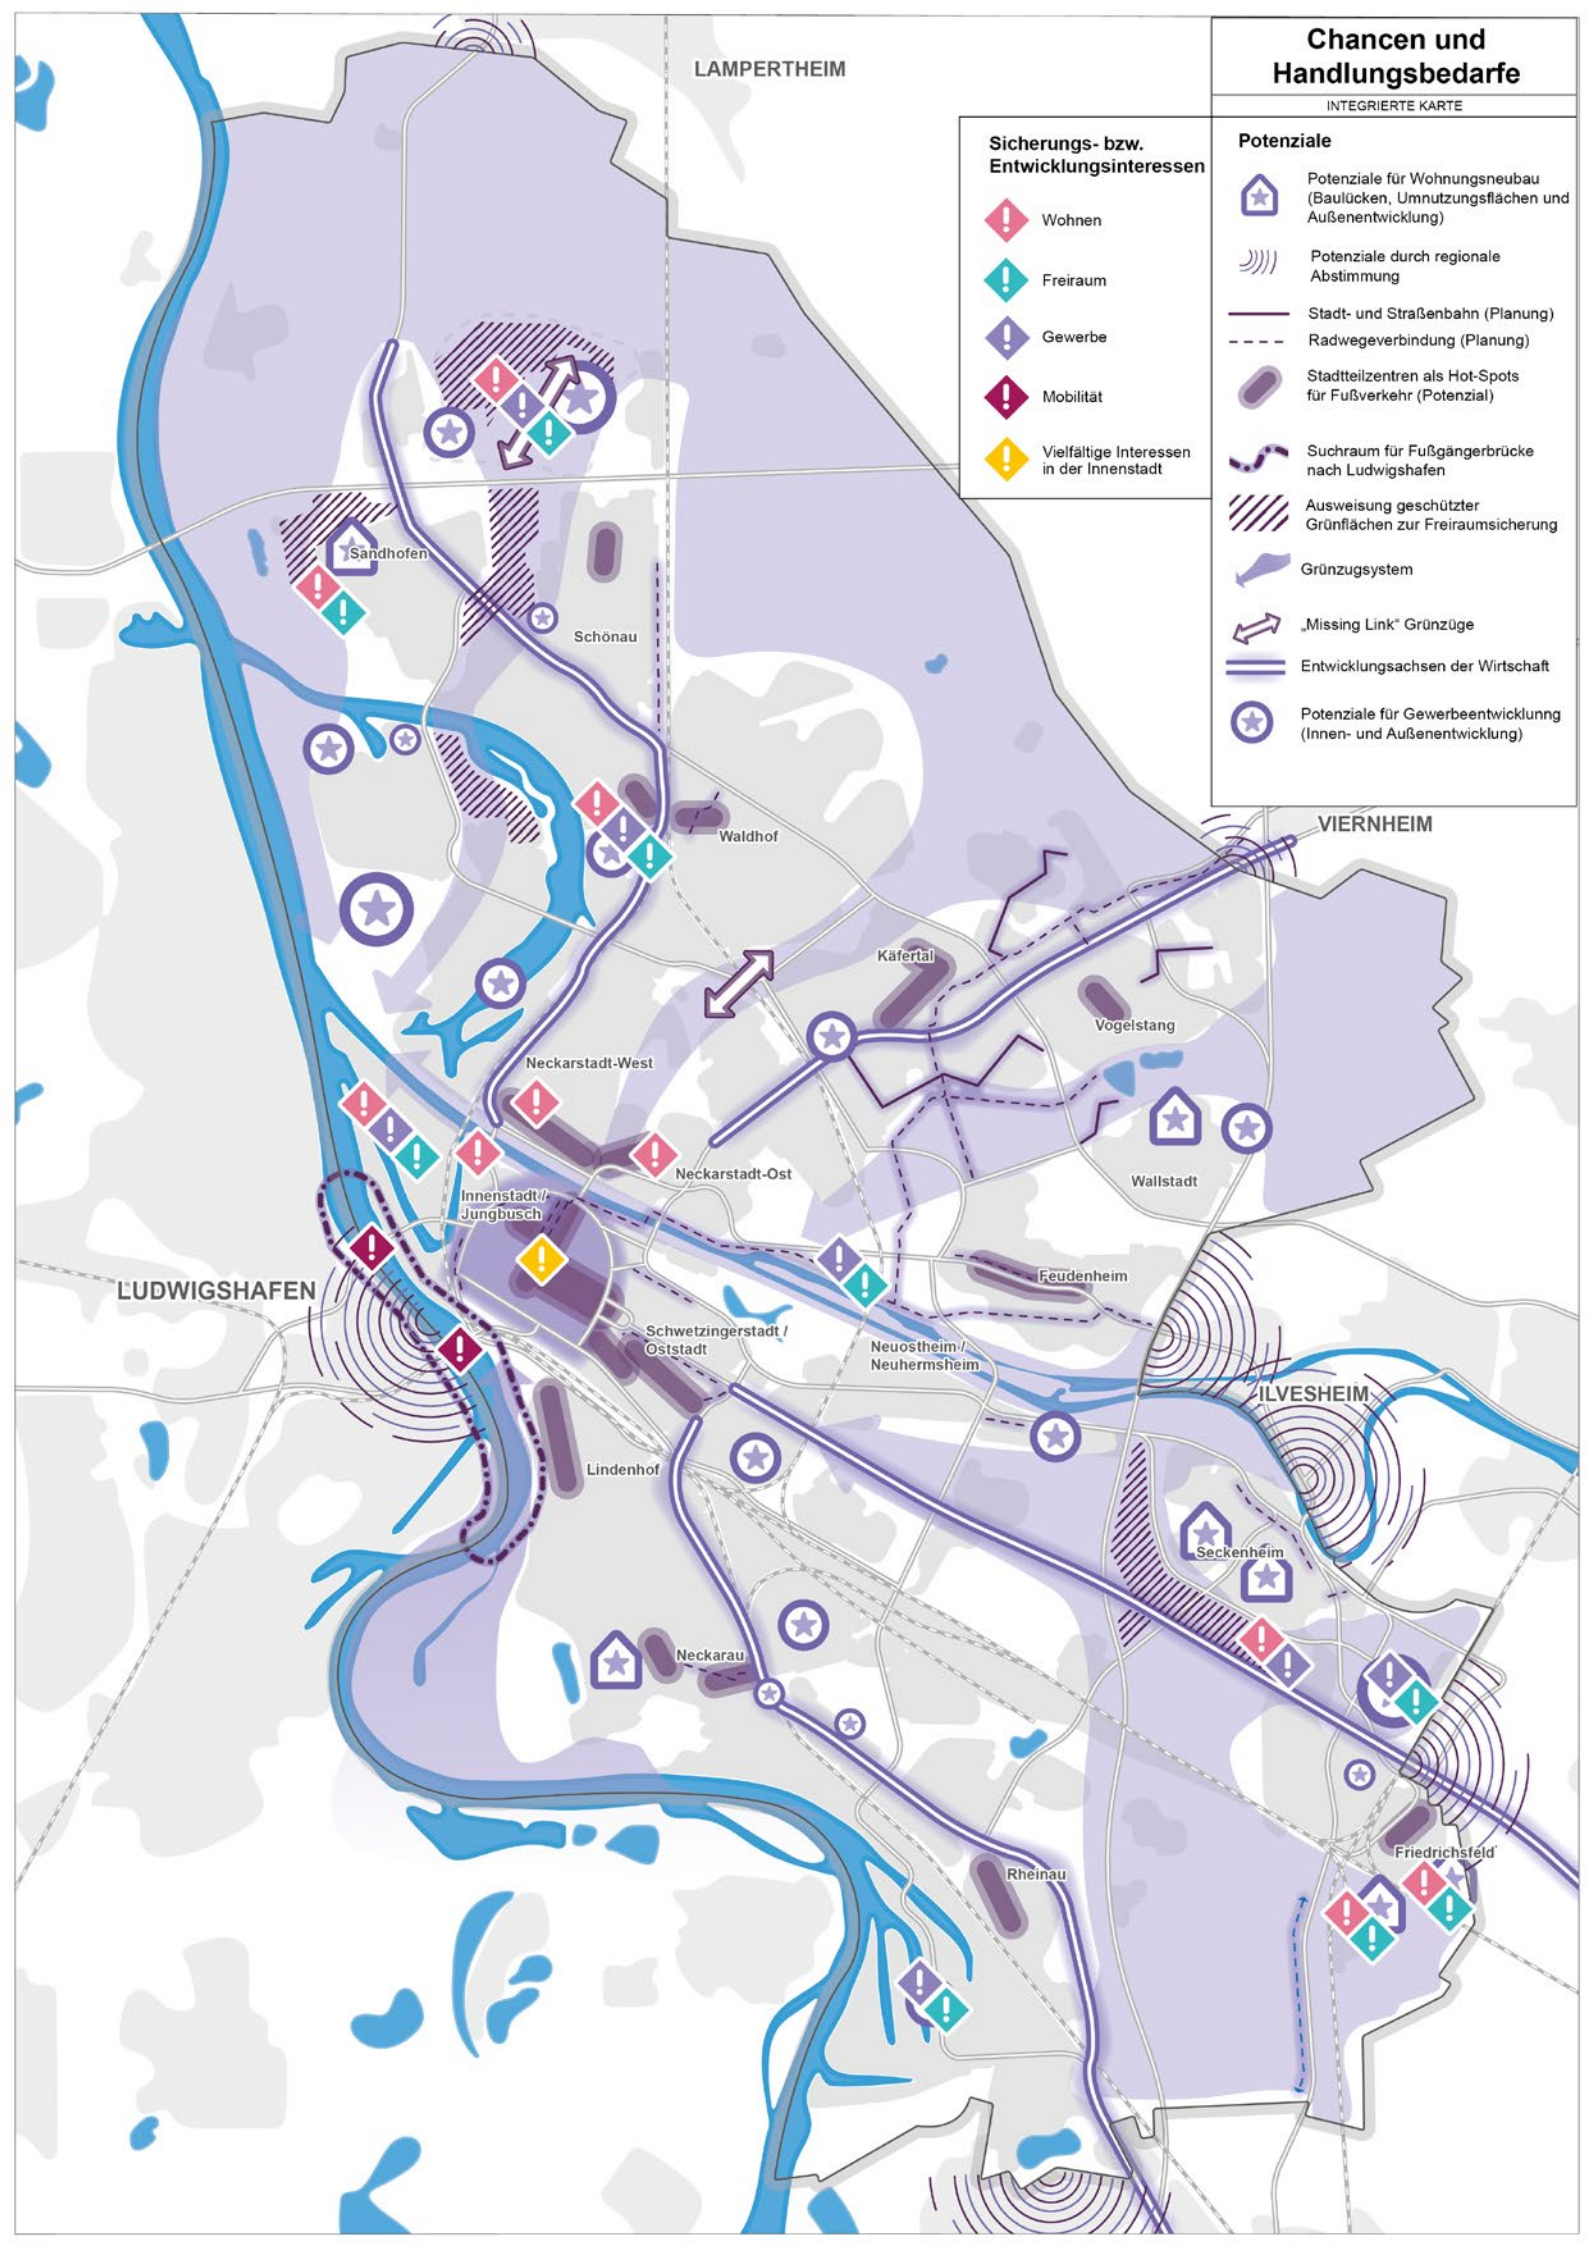 Chancen und
Handlungsbedarfe
INTEGRIERTE KARTE
Sicherungs- bzw.
Entwicklungsinteressen
Wohnen
Freiraum
Gewerbe
Mobilität
Vielfältige Interessen
in der Innenstadt
Potenziale
Potenziale für Wohnungsneubau
(Baulücken, Umnutzungsflächen und
Außenentwicklung)
Potenziale durch regionale
Abstimmung
Stadt- und Straßenbahn (Planung)
Radwegeverbindung (Planung)
Stadtteilzentren als Hot-Spots
für Fußverkehr (Potenzial)
Suchraum für Fußgängerbrücke
nach Ludwigshafen
Ausweisung geschützter
Grünflächen zur Freiraumsicherung
Grünzugsystem
„Missing Link“ Grünzüge
Entwicklungsachsen der Wirtschaft
Potenziale für Gewerbeentwicklunng
(Innen- und Außenentwicklung)
LAMPERTHEIM
Sandhofen
Schönau
VIERNHEIM
Waldhof
Käfertal
Vogelstang
Neckarstadt-West
Neckarstadt-Ost
Wallstadt
Innenstadt /
Jungbusch
LUDWIGSHAFEN
Feudenheim
Schwetzingerstadt /
Oststadt
Neuostheim /
Neuhermsheim
ILVESHEIM
Lindenhof
Seckenheim
Neckarau
Friedrichsfeld
Rheinau